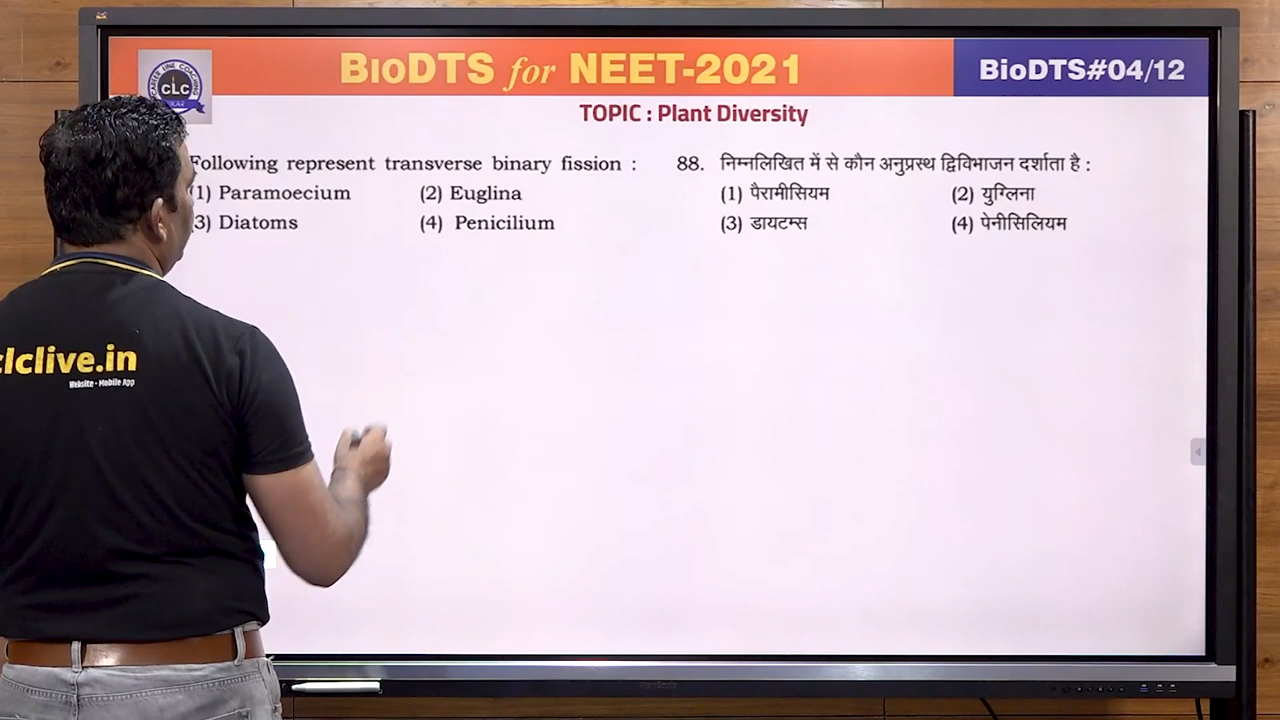 BIODTS for NEET-2021
BioDTS#04/12
CLC
TOPIC : Plant Diversity
Following represent transverse binary fission :
(1) Paramoecium (2) Euglina
(3) Diatoms (4) Penicilium
88. निम्नलिखित में से कौन अनुप्रस्थ द्विविभाजन दर्शाता है :
(1) पैरामीसियम (2) युग्लिना
(3) डायटम्स (4) पेनीसिलियम
clclive.in
Website - Mobile App